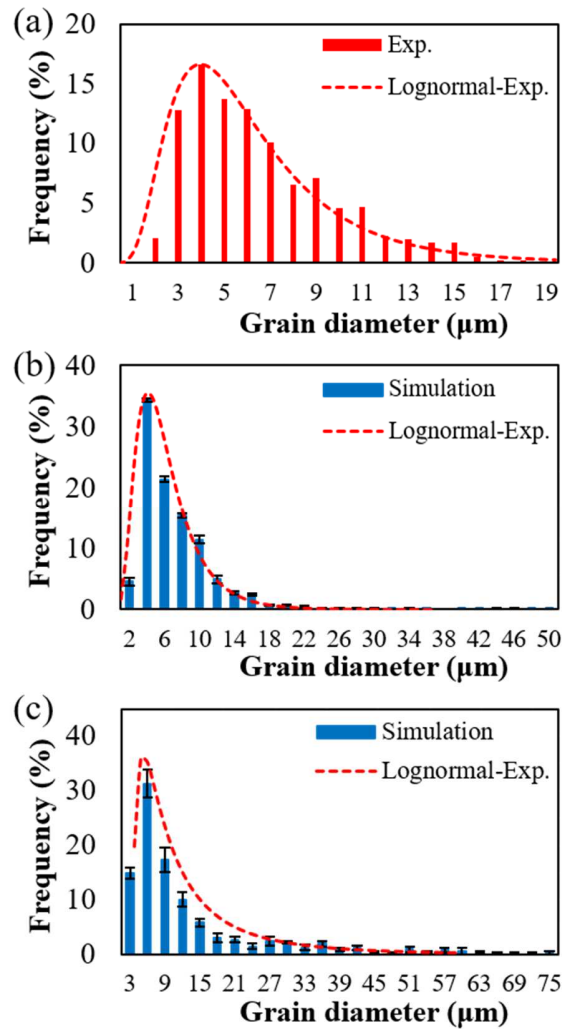 (a)
20
15
10
5
0
Frequency (%)
Exp.
Lognormal-Exp.
1 3 5 7 9 11 13 15 17 19
Grain diameter (μm)
(b)
40
30
20
10
0
Frequency (%)
Simulation
Lognormal-Exp.
2 6 10 14 18 22 26 30 34 38 42 46 50
Grain diameter (μm)
(c)
40
30
20
10
0
Frequency (%)
Simulation
Lognormal-Exp.
3 9 15 21 27 33 39 45 51 57 63 69 75
Grain diameter (μm)